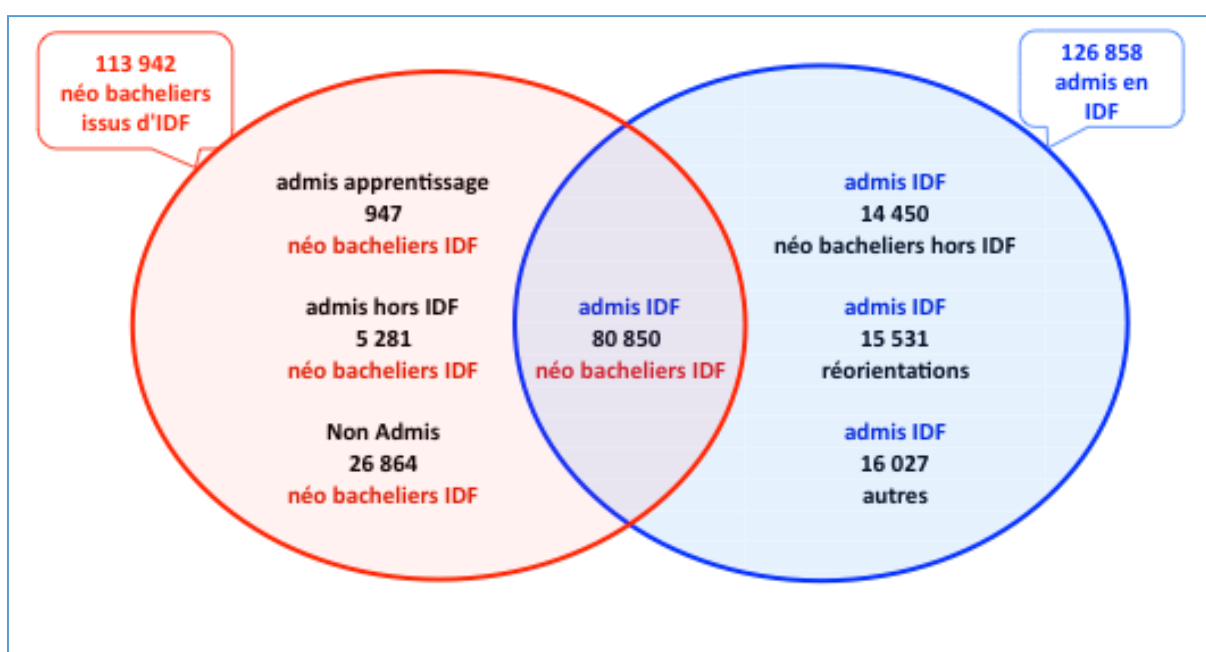 113 942
néo bacheliers
issus d'IDF
126 858
admis en
IDF
admis apprentissage
947
néo bacheliers IDF
admis hors IDF
5 281
néo bacheliers IDF
Non Admis
26 864
néo bacheliers IDF
admis IDF
80 850
néo bacheliers IDF
admis IDF
14 450
néo bacheliers hors IDF
admis IDF
15 531
réorientations
admis IDF
16 027
autres